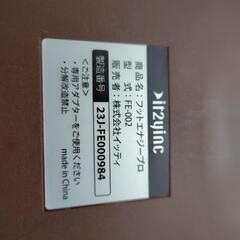 ir2yinc
商品名：フットエナジープロ
型　式：FE-002
販売者：株式会社イッティ
製造番号 23J-FE000984
＜ご注意＞
・専用アダプターをご使用ください
・分解改造禁止
made in China